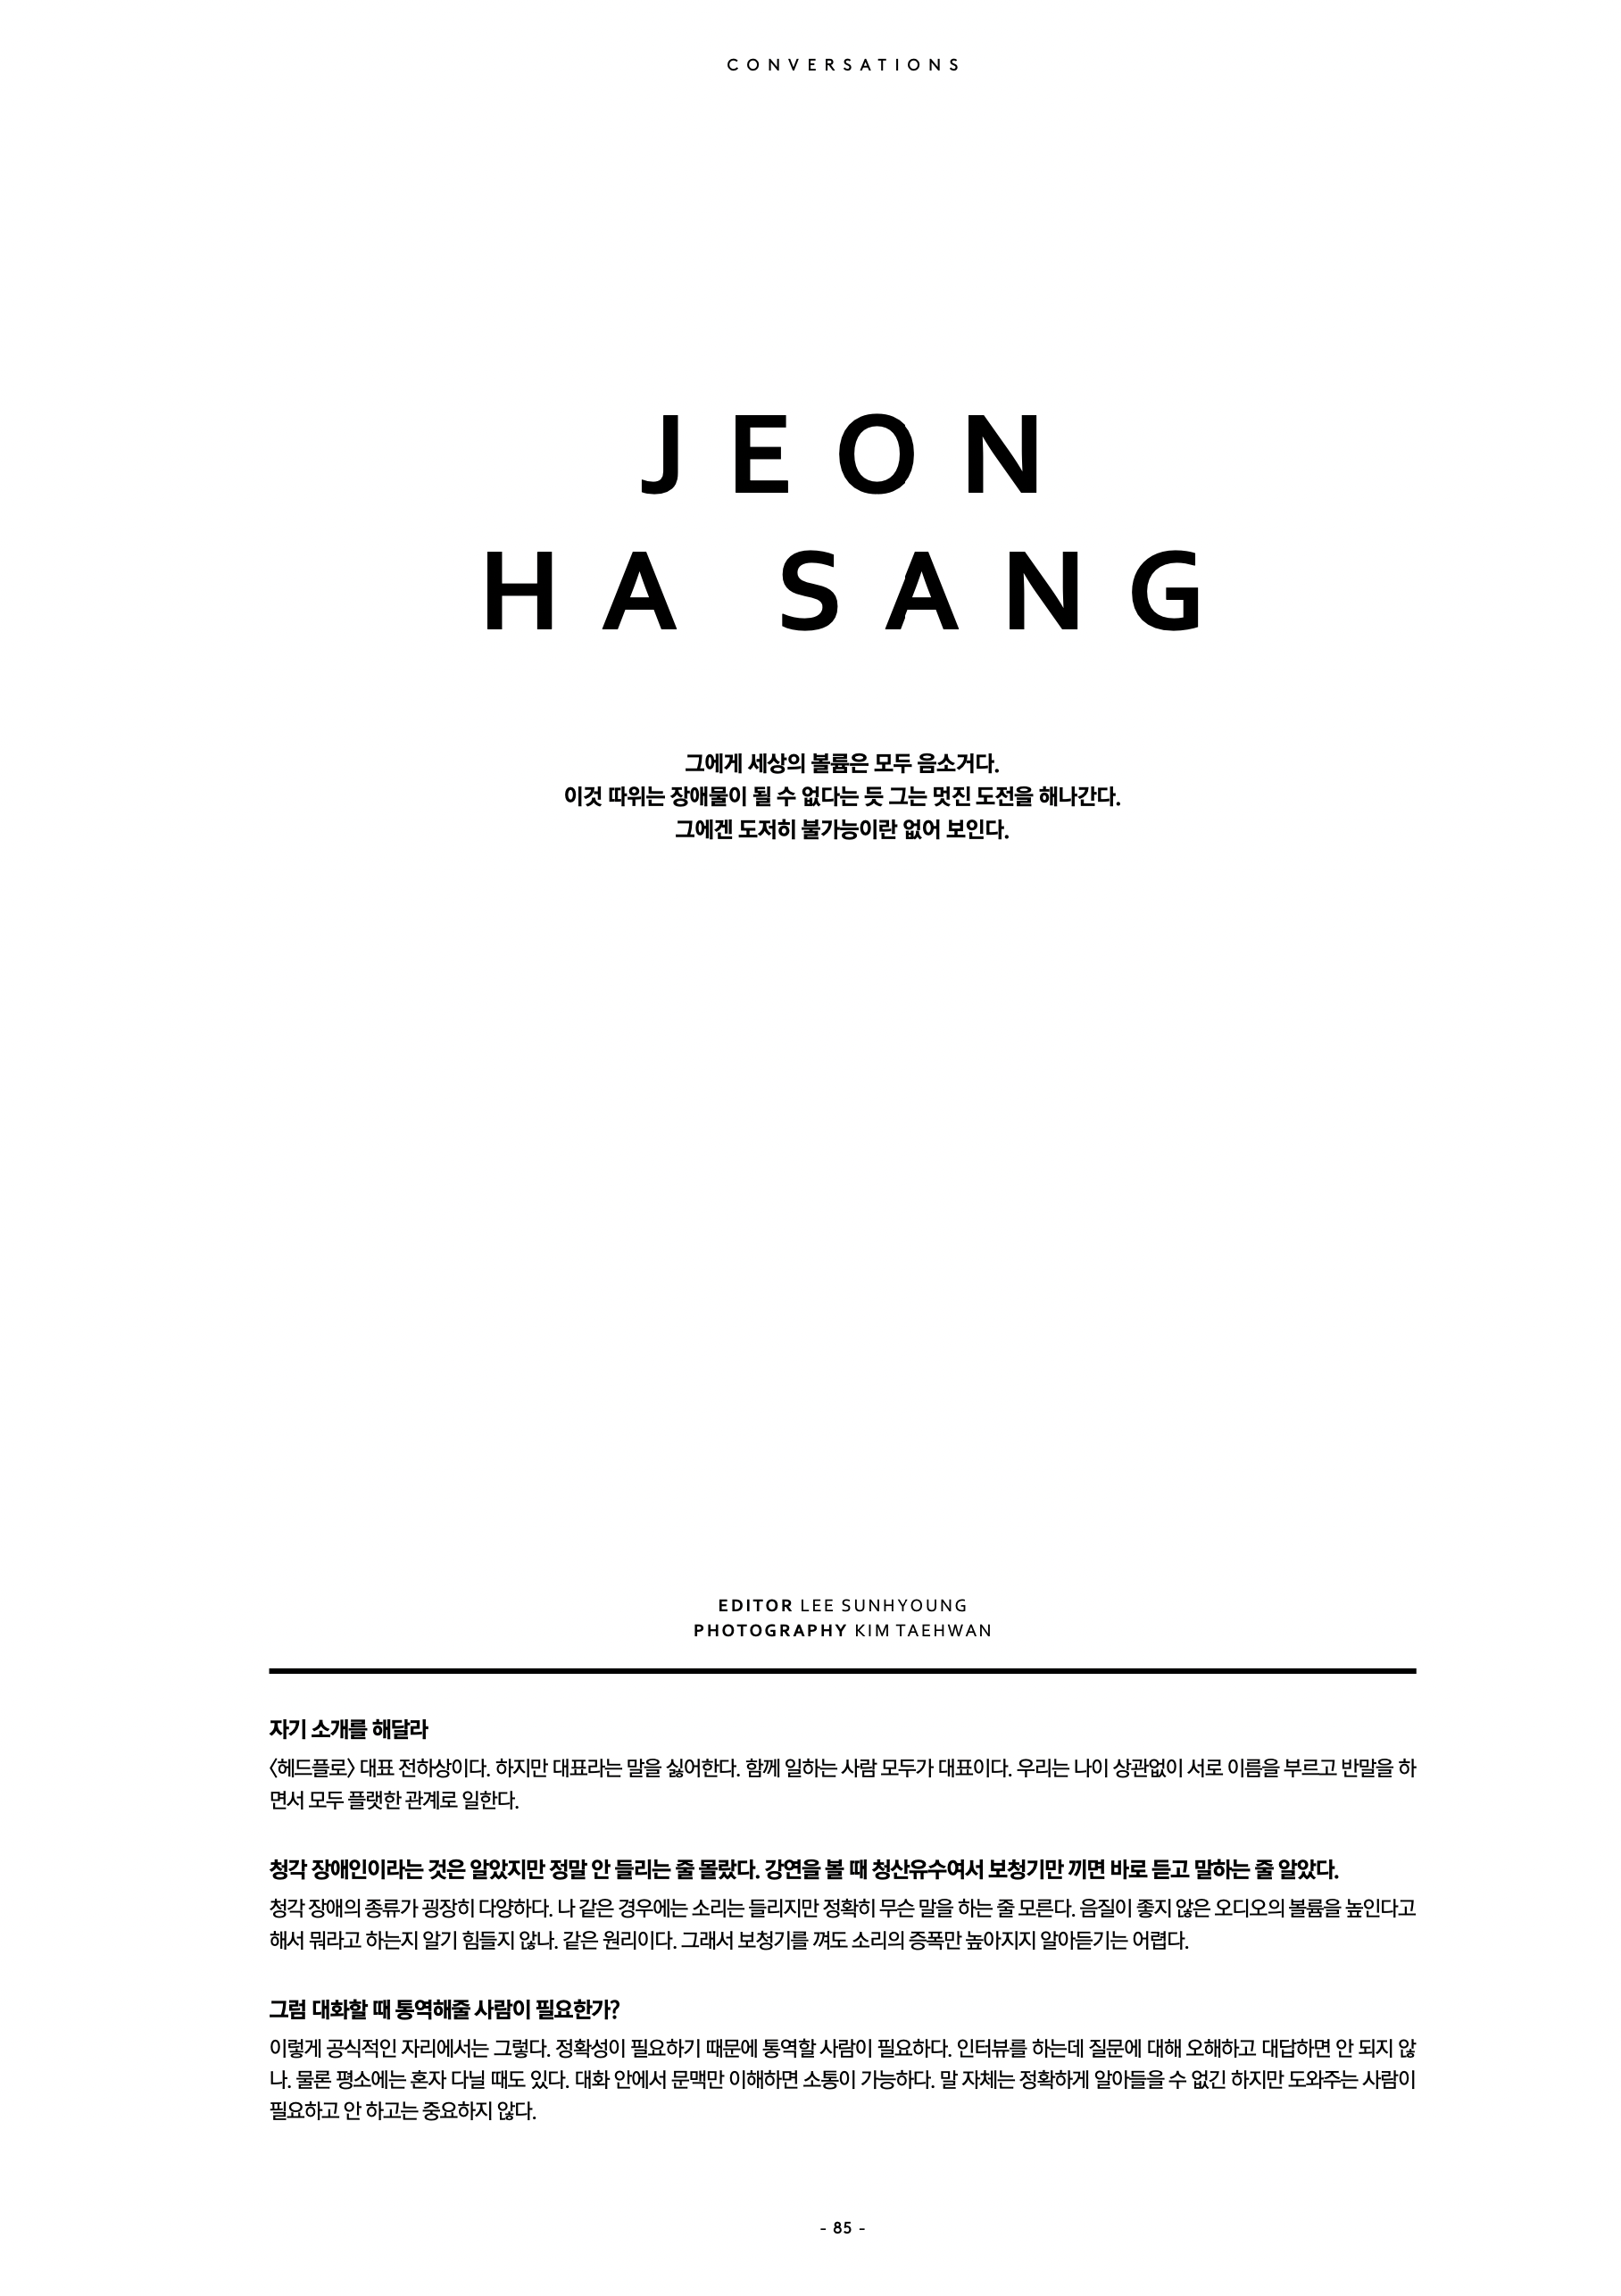 CONVERSATIONS
JEON
HA SANG
그에게 세상의 볼륨은 모두 음소거다.
이것 따위는 장애물이 될 수 없다는 듯 그는 멋진 도전을 해나간다.
그에겐 도저히 불가능이란 없어 보인다.
EDITOR LEE SUNHYOUNG
PHOTOGRAPHY KIM TAEHWAN
자기 소개를 해달라
〈헤드플로〉 대표 전하상이다. 하지만 대표라는 말을 싫어한다. 함께 일하는 사람 모두가 대표이다. 우리는 나이 상관없이 서로 이름을 부르고 반말을 하
면서 모두 플랫한 관계로 일한다.
청각 장애인이라는 것은 알았지만 정말 안 들리는 줄 몰랐다. 강연을 볼 때 청산유수여서 보청기만 끼면 바로 듣고 말하는 줄 알았다.
청각 장애의 종류가 굉장히 다양하다. 나 같은 경우에는 소리는 들리지만 정확히 무슨 말을 하는 줄 모른다. 음질이 좋지 않은 오디오의 볼륨을 높인다고
해서 뭐라고 하는지 알기 힘들지 않나. 같은 원리이다. 그래서 보청기를 껴도 소리의 증폭만 높아지지 알아듣기는 어렵다.
그럼 대화할 때 통역해줄 사람이 필요한가?
이렇게 공식적인 자리에서는 그렇다. 정확성이 필요하기 때문에 통역할 사람이 필요하다. 인터뷰를 하는데 질문에 대해 오해하고 대답하면 안 되지 않
나. 물론 평소에는 혼자 다닐 때도 있다. 대화 안에서 문맥만 이해하면 소통이 가능하다. 말 자체는 정확하게 알아들을 수 없긴 하지만 도와주는 사람이
필요하고 안 하고는 중요하지 않다.
- 85 -